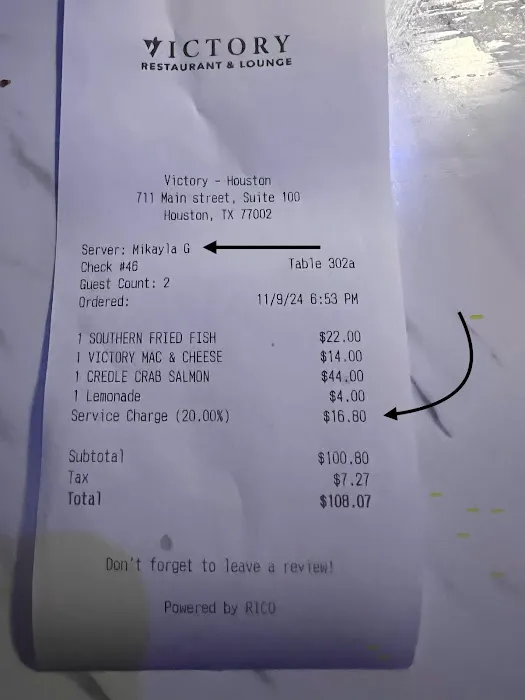 VICTORY
RESTAURANT & LOUNGE
Victory - Houston
711 Main street, Suite 100
Houston, TX 77002
Server: Mikayla G
Check #46 Table 302a
Guest Count: 2
Ordered: 11/9/24 6:53 PM
1 SOUTHERN FRIED FISH $22.00
1 VICTORY MAC & CHEESE $14.00
1 CREOLE CRAB SALMON $44.00
1 Lemonade $4.00
Service Charge (20.00%) $16.80
Subtotal $100.80
Tax $7.27
Total $108.07
Don't forget to leave a review!
Powered by RICO